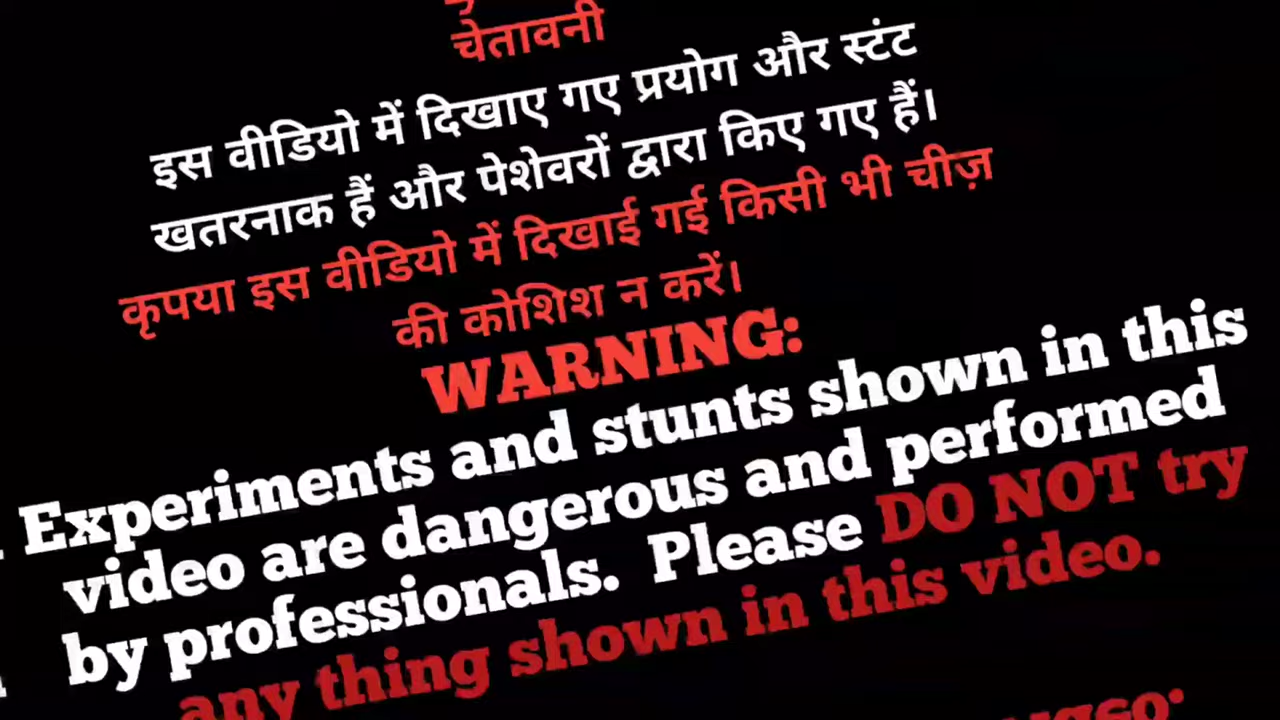 चेतावनी
इस वीडियो में दिखाए गए प्रयोग और स्टंट
खतरनाक हैं और पेशेवरों द्वारा किए गए हैं।
कृपया इस वीडियो में दिखाई गई किसी भी चीज़
की कोशिश न करें।
WARNING:
Experiments and stunts shown in this
video are dangerous and performed
by professionals. Please DO NOT try
any thing shown in this video.